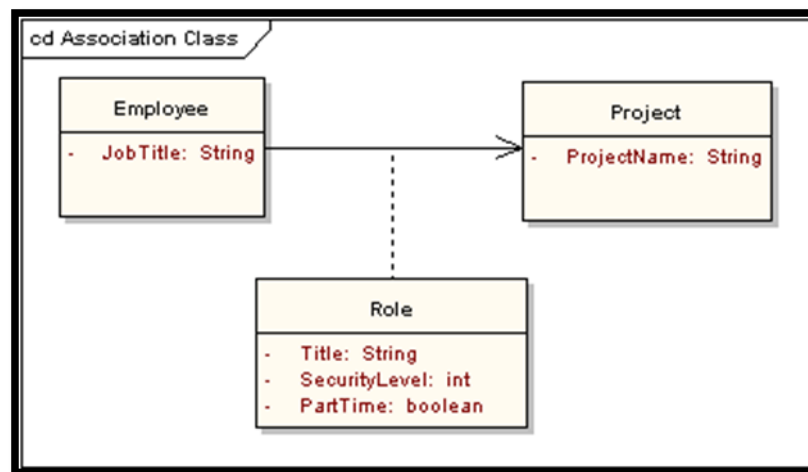 cd Association Class
Employee
- JobTitle: String
Project
- ProjectName: String
Role
- Title: String
- SecurityLevel: int
- PartTime: boolean